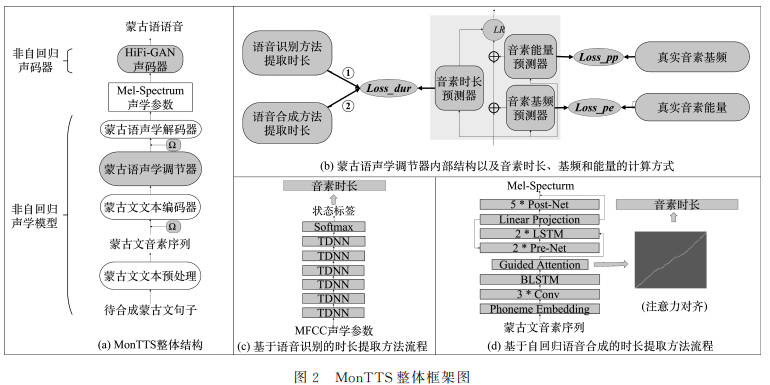 蒙古语语音
非自回归
声码器
HiFi-GAN
声码器
Mel-Spectrum
声学参数
蒙古语声学解码器
Ω
蒙古语声学调节器
非自回归
声学模型
蒙古文文本编码器
Ω
蒙古文音素序列
蒙古文文本预处理
待合成蒙古文句子
(a) MonTTS整体结构
语音识别方法
提取时长
①
语音合成方法
提取时长
②
Loss_dur
音素时长
预测器
LR
音素能量
预测器
Loss_pp
真实音素基频
音素基频
预测器
Loss_pe
真实音素能量
(b) 蒙古语声学调节器内部结构以及音素时长、基频和能量的计算方式
音素时长
状态标签
Softmax
TDNN
TDNN
TDNN
TDNN
TDNN
TDNN
MFCC声学参数
(c) 基于语音识别的时长提取方法流程
Mel-Specturm
5 * Post-Net
Linear Projection
2 * LSTM
2 * Pre-Net
Guided Attention
BLSTM
3 * Conv
Phoneme Embedding
蒙古文音素序列
音素时长
(注意力对齐)
(d) 基于自回归语音合成的时长提取方法流程
图 2 MonTTS 整体框架图